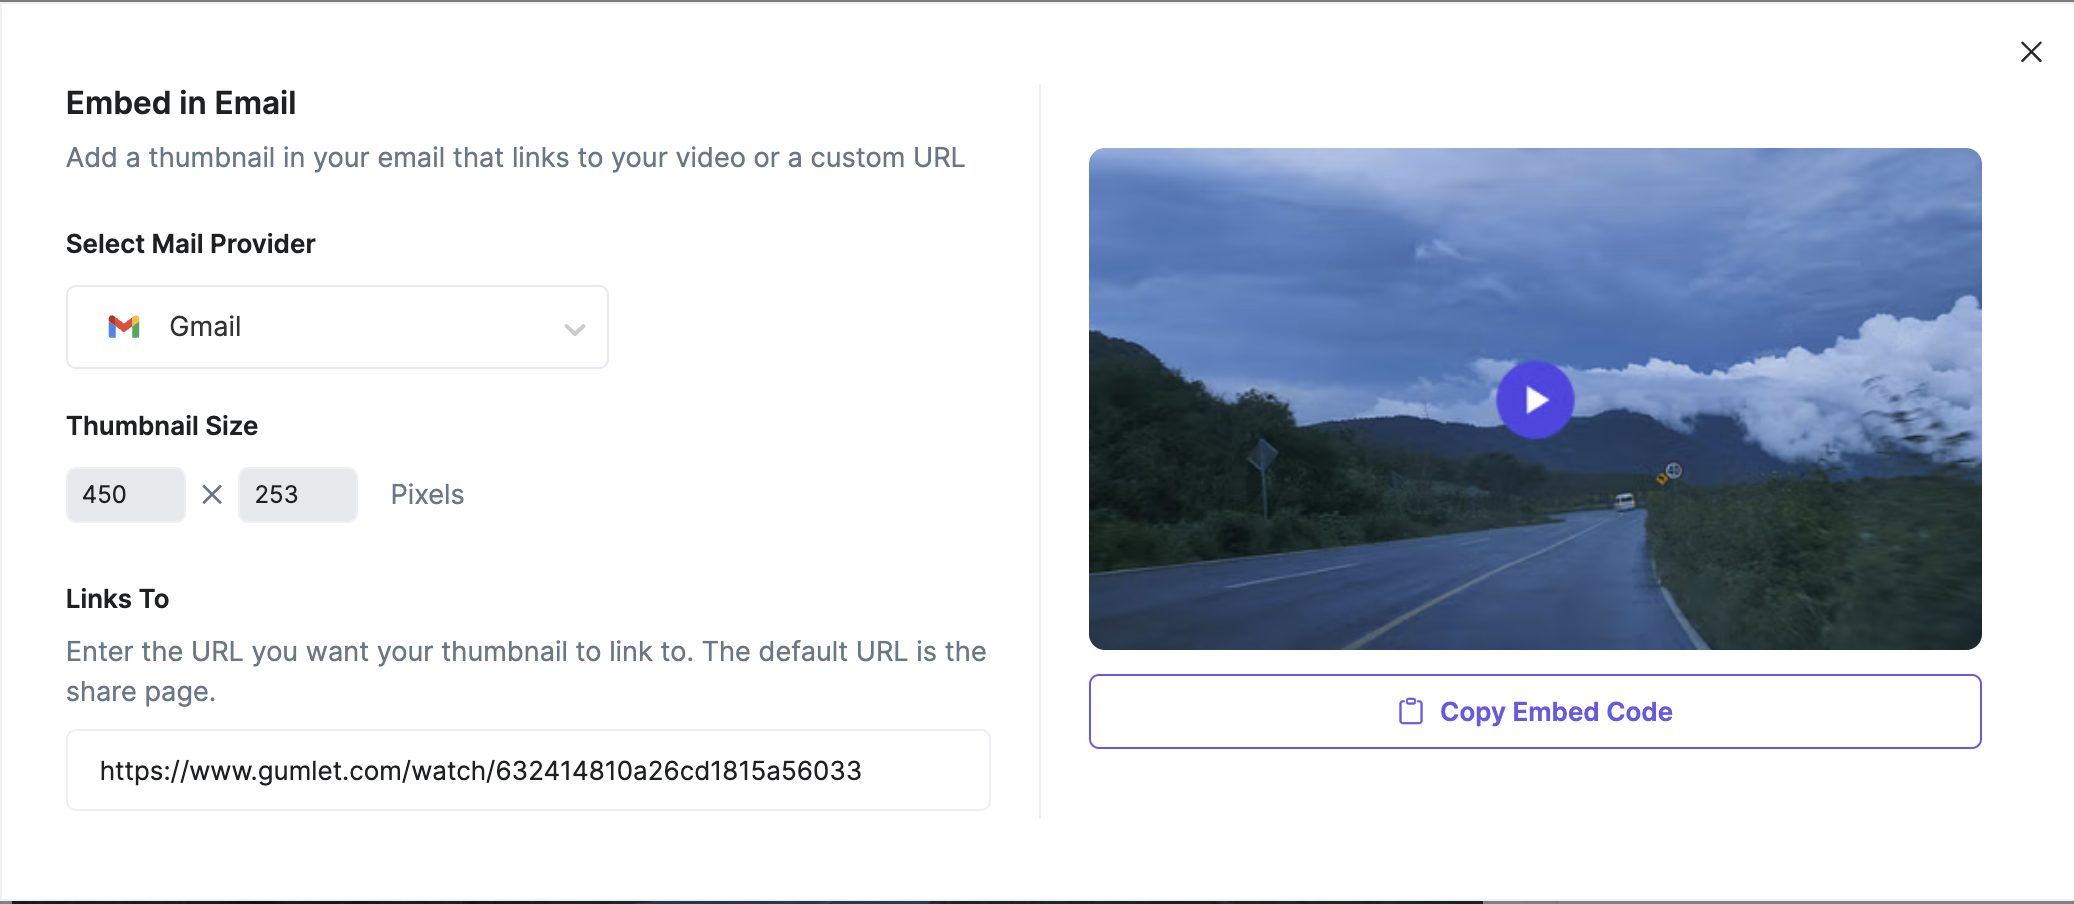 Embed in Email
Add a thumbnail in your email that links to your video or a custom URL
Select Mail Provider
Gmail
Thumbnail Size
450 × 253 Pixels
Links To
Enter the URL you want your thumbnail to link to. The default URL is the
share page.
https://www.gumlet.com/watch/632414810a26cd1815a56033
Copy Embed Code